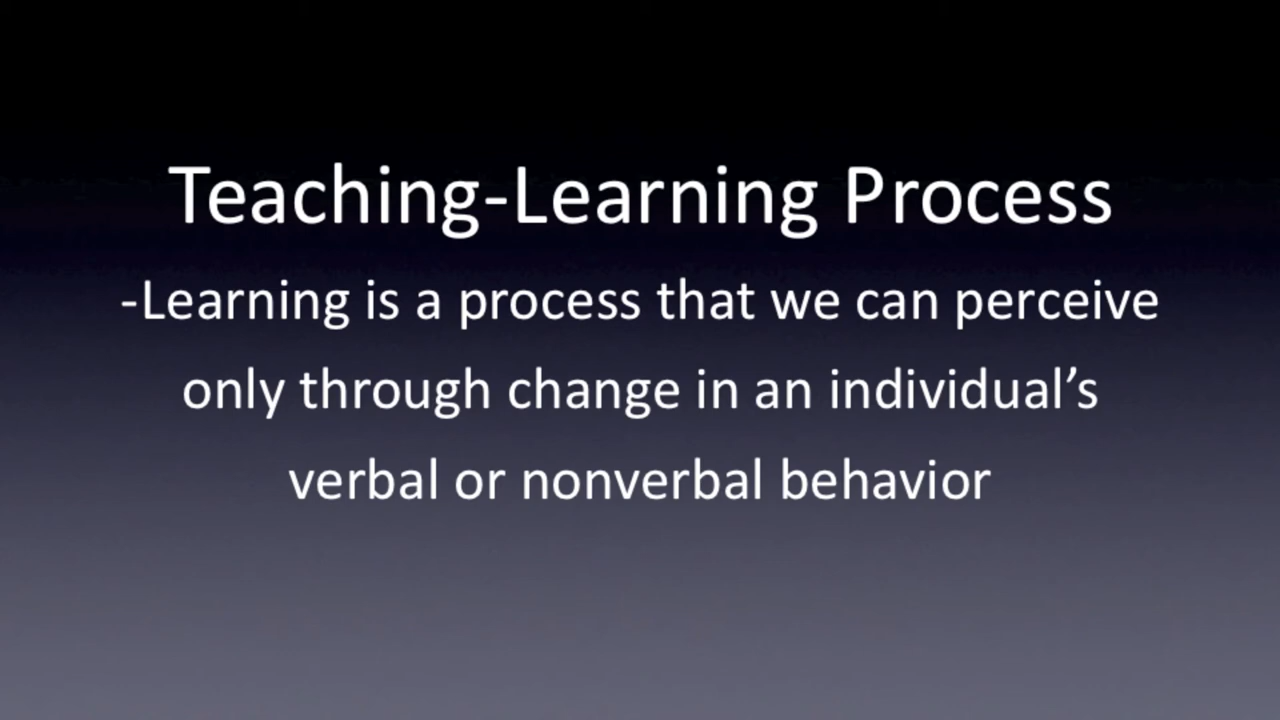 Teaching-Learning Process
-Learning is a process that we can perceive
only through change in an individual’s
verbal or nonverbal behavior